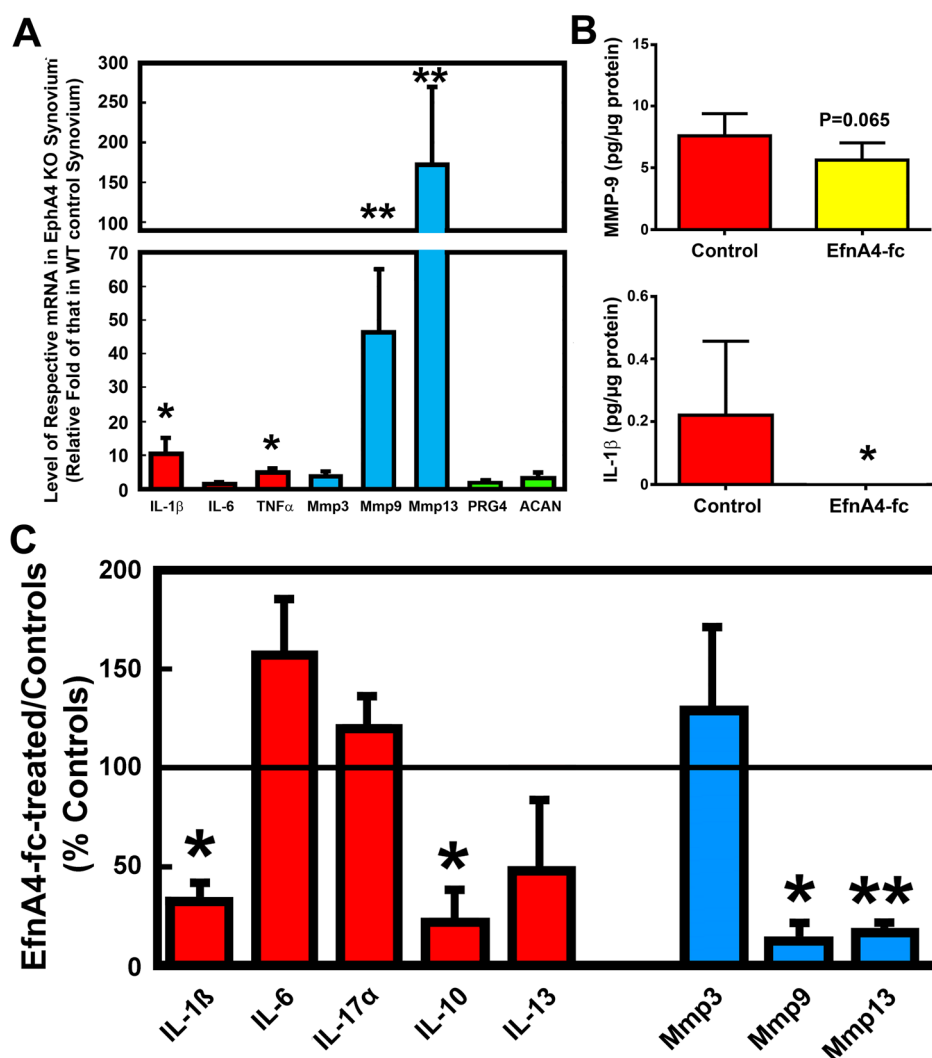 A
Level of Respective mRNA in EphA4 KO Synovium
(Relative Fold of that in WT control Synovium)
300
250
200
150
100
70
60
50
40
30
20
10
0
*
*
**
**
IL-1β
IL-6
TNFα
Mmp3
Mmp9
Mmp13
PRG4
ACAN
B
MMP-9 (pg/µg protein)
15
10
5
0
P=0.065
Control
EfnA4-fc
IL-1β (pg/µg protein)
0.6
0.4
0.2
0.0
*
Control
EfnA4-fc
C
EfnA4-fc-treated/Controls
(% Controls)
200
150
100
50
0
*
*
*
**
IL-1ß
IL-6
IL-17α
IL-10
IL-13
Mmp3
Mmp9
Mmp13